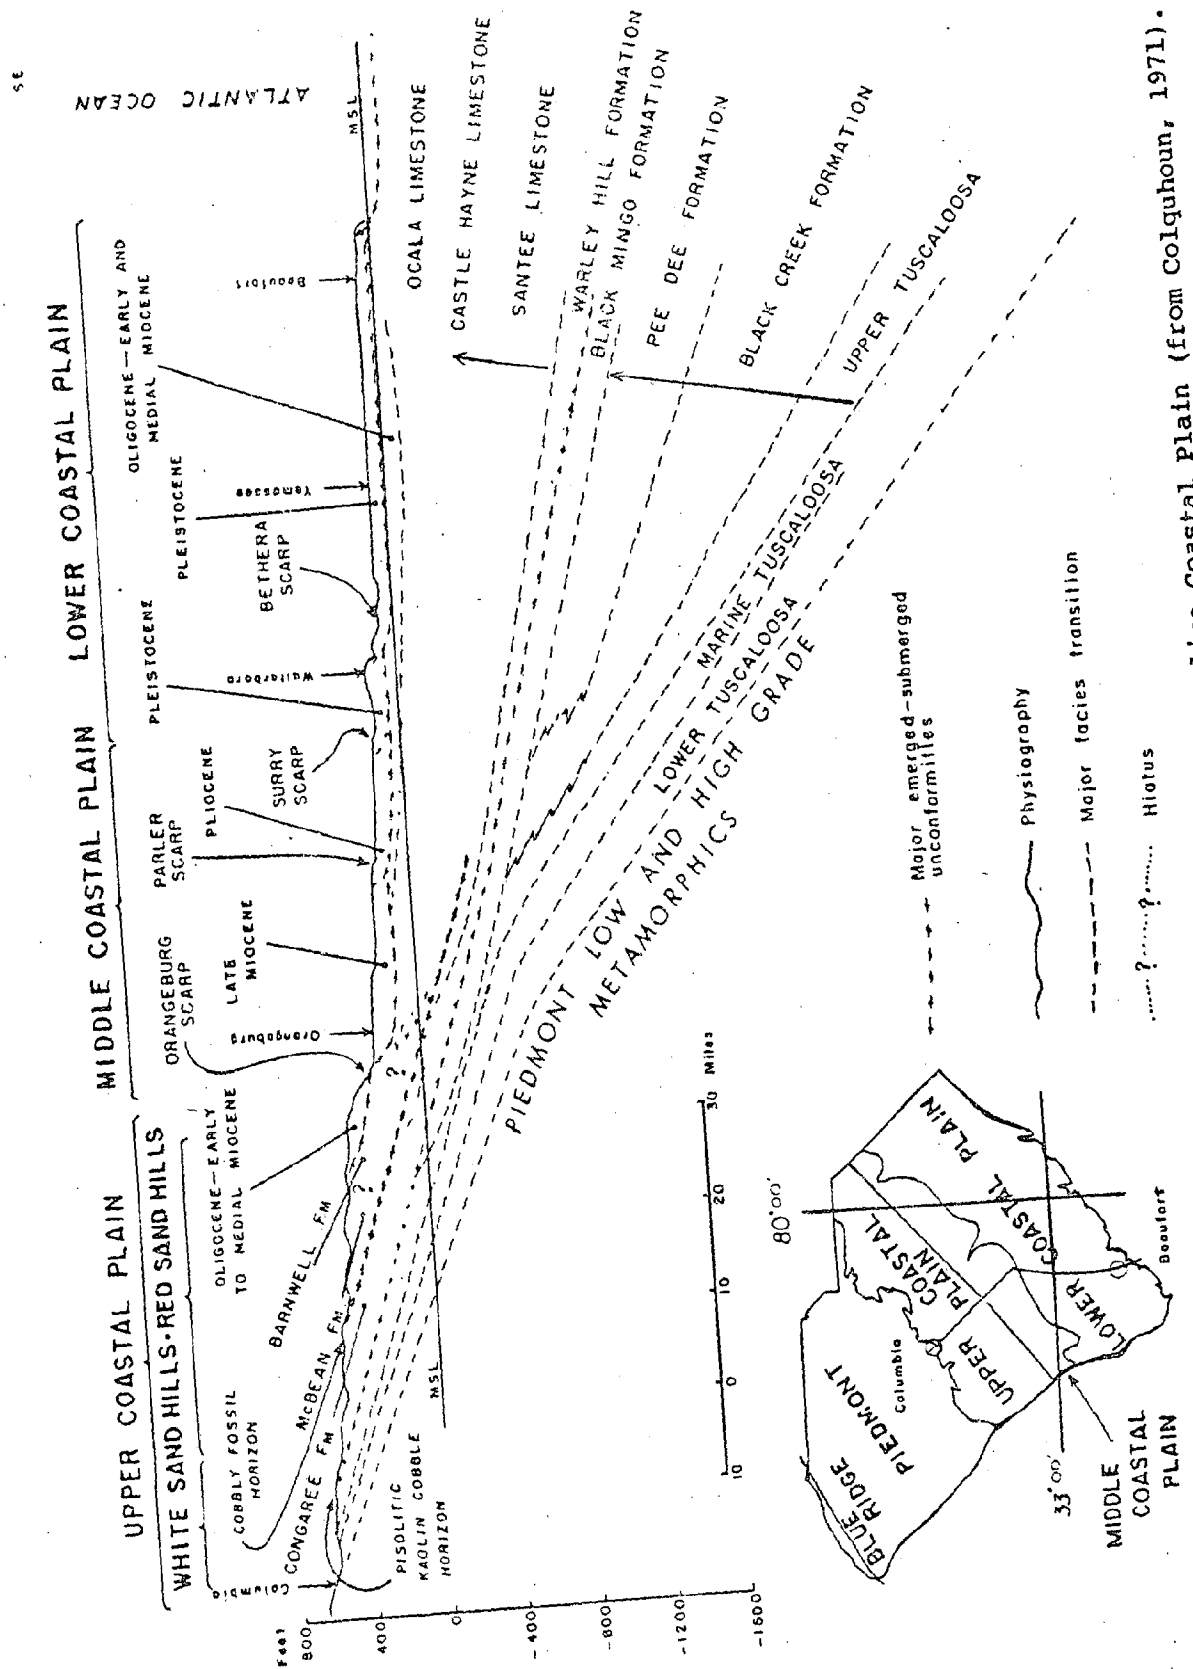 SE
ATLANTIC OCEAN
UPPER COASTAL PLAIN
MIDDLE COASTAL PLAIN
LOWER COASTAL PLAIN
WHITE SAND HILLS·RED SAND HILLS
COBBLY FOSSIL
HORIZON
OLIGOCENE—EARLY
TO MEDIAL MIOCENE
ORANGEBURG
SCARP
LATE
MIOCENE
PARLER
SCARP
PLIOCENE
SURRY
SCARP
PLEISTOCENE
BETHERA
SCARP
PLEISTOCENE
OLIGOCENE—EARLY AND
MEDIAL MIOCENE
Columbia
Orangeburg
Walterboro
Yemassee
Beaufort
CONGAREE FM
McBEAN FM
BARNWELL FM
?
?
MSL
MSL
PISOLITIC
KAOLIN COBBLE
HORIZON
OCALA LIMESTONE
CASTLE HAYNE LIMESTONE
SANTEE LIMESTONE
WARLEY HILL FORMATION
BLACK MINGO FORMATION
PEE DEE FORMATION
BLACK CREEK FORMATION
UPPER TUSCALOOSA
MARINE TUSCALOOSA
LOWER TUSCALOOSA
PIEDMONT LOW AND HIGH GRADE
METAMORPHICS
Feet
800
400
0
-400
-800
-1200
-1600
10 0 10 20 30 Miles
80°00'
33°00'
BLUE RIDGE
PIEDMONT
Columbia
UPPER
COASTAL
PLAIN
LOWER
COASTAL PLAIN
Beaufort
MIDDLE
COASTAL
PLAIN
Major emerged-submerged
unconformities
Physiography
Major facies transition
?
?
Hiatus
Coastal Plain (from Colquhoun, 1971).